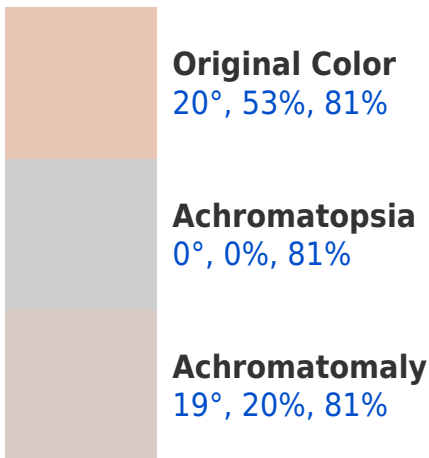 Original Color
20°, 53%, 81%
Achromatopsia
0°, 0%, 81%
Achromatomaly
19°, 20%, 81%